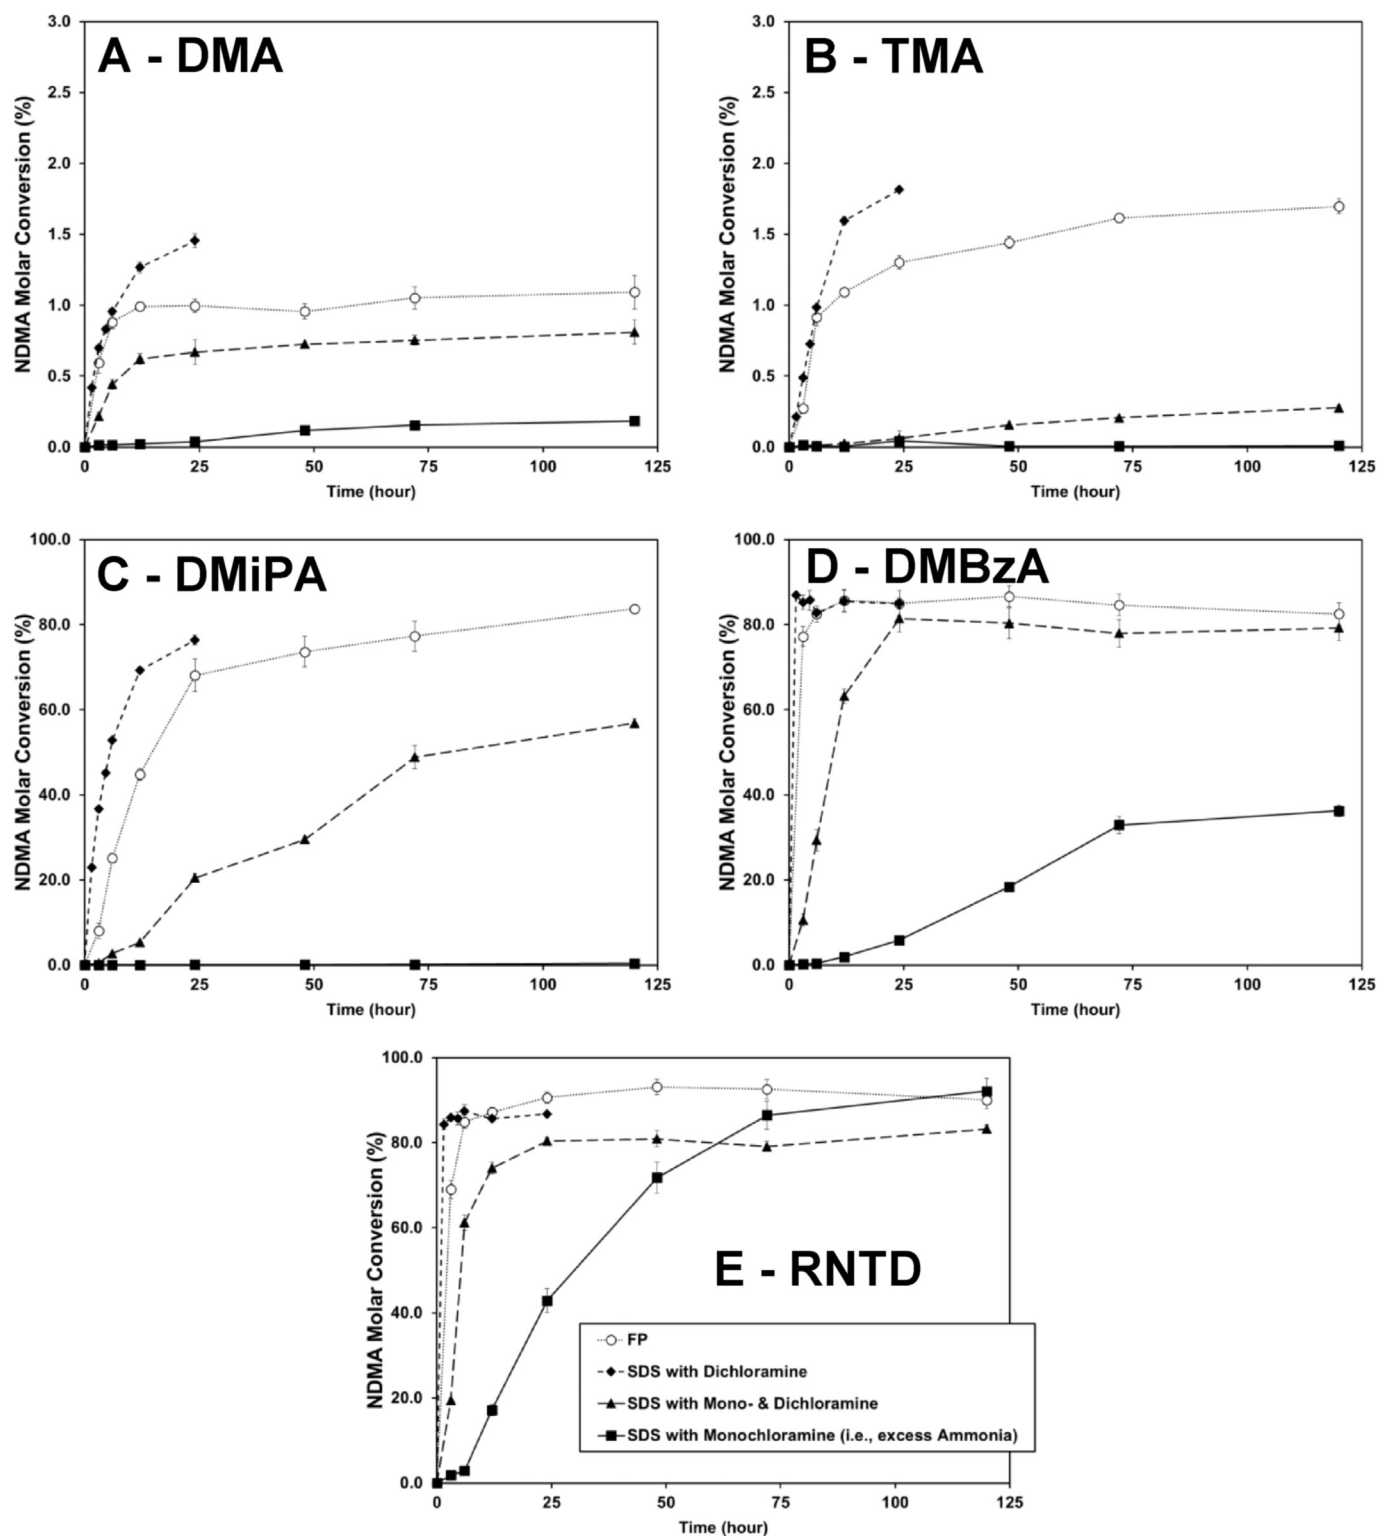 A - DMA
3.0
2.5
2.0
1.5
1.0
0.5
0.0
NDMA Molar Conversion (%)
0 25 50 75 100 125
Time (hour)
B - TMA
3.0
2.5
2.0
1.5
1.0
0.5
0.0
NDMA Molar Conversion (%)
0 25 50 75 100 125
Time (hour)
C - DMiPA
100.0
80.0
60.0
40.0
20.0
0.0
NDMA Molar Conversion (%)
0 25 50 75 100 125
Time (hour)
D - DMBzA
100.0
80.0
60.0
40.0
20.0
0.0
NDMA Molar Conversion (%)
0 25 50 75 100 125
Time (hour)
100.0
80.0
60.0
40.0
20.0
0.0
NDMA Molar Conversion (%)
E - RNTD
FP
SDS with Dichloramine
SDS with Mono- & Dichloramine
SDS with Monochloramine (i.e., excess Ammonia)
0 25 50 75 100 125
Time (hour)